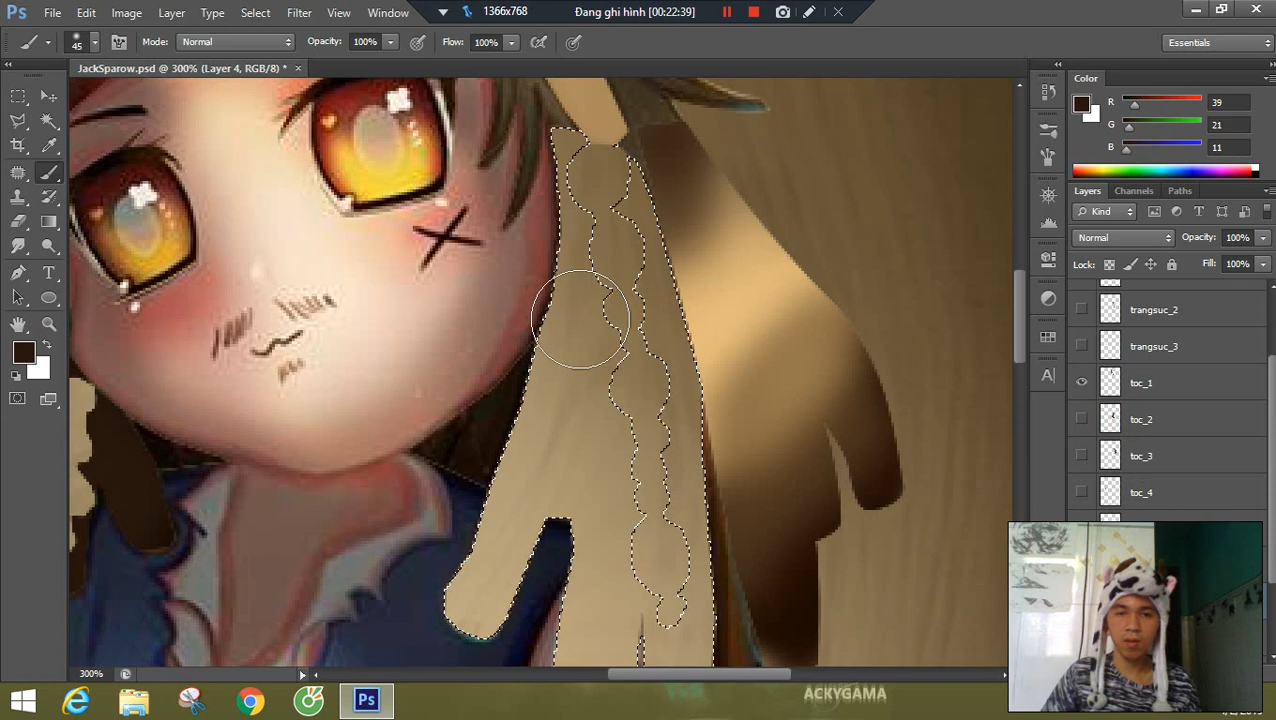 1366x768 Đang ghi hình [00:22:39]
Ps File Edit Image Layer Type Select Filter View Window
45 Mode: Normal Opacity: 100% Flow: 100% Essentials
JackSparow.psd @ 300% (Layer 4, RGB/8) * ×
Color
R 39
G 21
B 11
Layers Channels Paths
Kind
Normal Opacity: 100%
Lock: Fill: 100%
trangsuc_2
trangsuc_3
toc_1
toc_2
toc_3
toc_4
300%
Ps ACKYGAMA